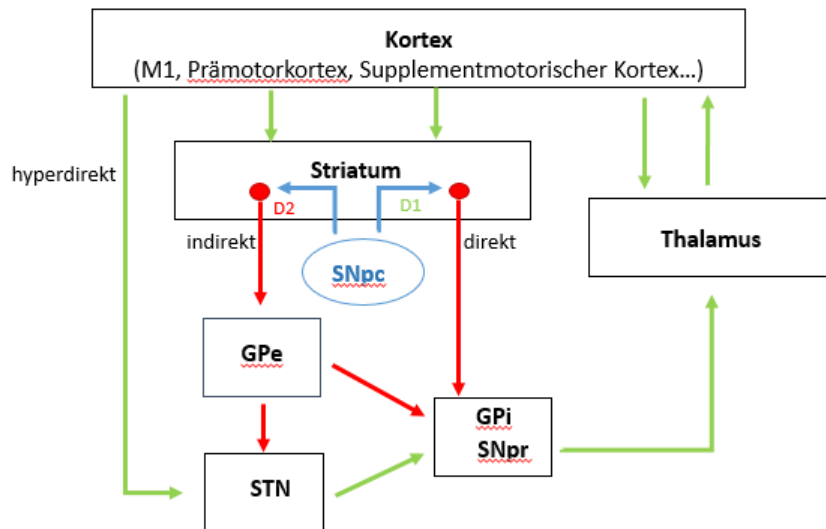 Kortex
(M1, Prämotorkortex, Supplementmotorischer Kortex...)
hyperdirekt
Striatum
D2
D1
indirekt
direkt
SNpc
Thalamus
GPe
GPi
SNpr
STN